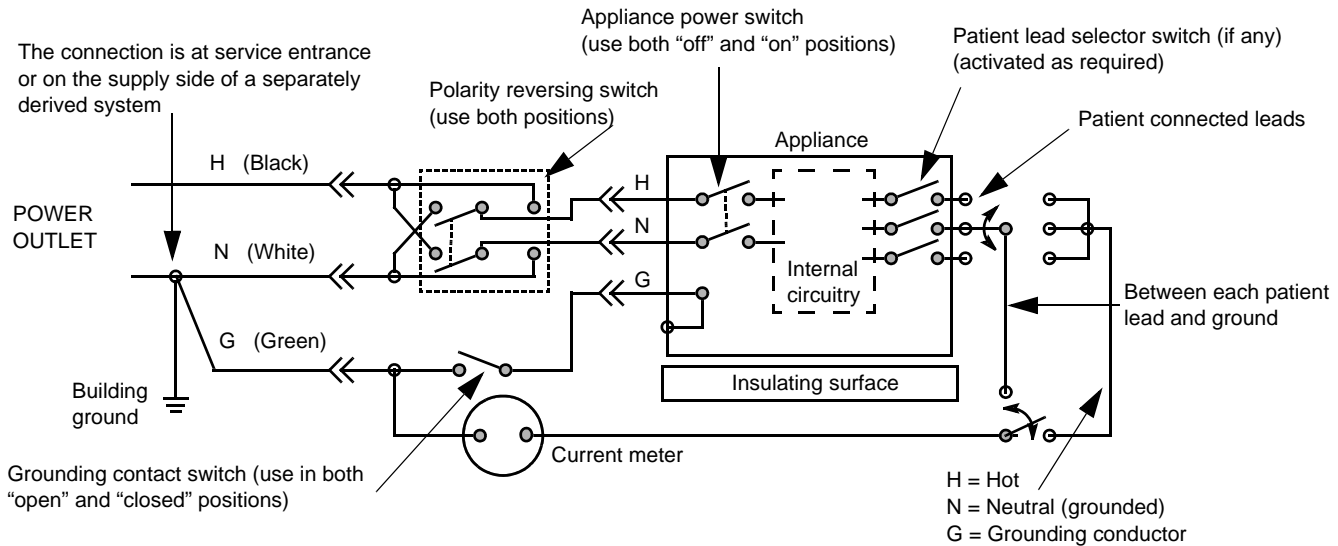 Appliance power switch
(use both “off” and “on” positions)
Patient lead selector switch (if any)
(activated as required)
The connection is at service entrance
or on the supply side of a separately
derived system
Polarity reversing switch
(use both positions)
Patient connected leads
Appliance
H (Black)
H
POWER
OUTLET
N
N (White)
Internal
circuitry
G
Between each patient
lead and ground
G (Green)
Insulating surface
Building
ground
Current meter
Grounding contact switch (use in both
“open” and “closed” positions)
H = Hot
N = Neutral (grounded)
G = Grounding conductor